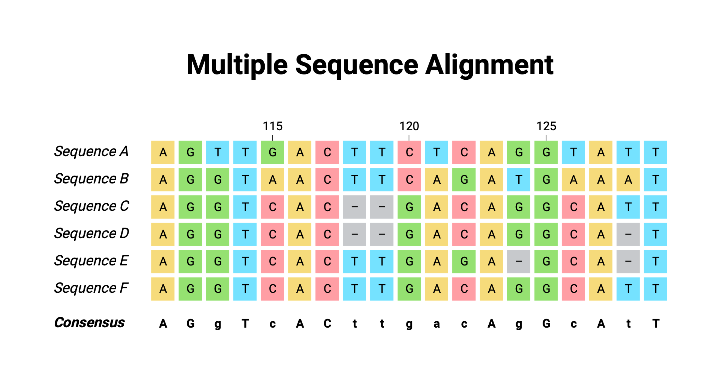 Multiple Sequence Alignment
115 120 125
Sequence A A G T T G A C T T C T C A G G T A T T
Sequence B A G G T A A C T T C A G A T G A A A T
Sequence C A G G T C A C – – G A C A G G C A T T
Sequence D A G G T C A C – – G A C A G G C A – T
Sequence E A G G T C A C T T G A G A – G C A – T
Sequence F A G G T C A C T T G A C A G G C A T T
Consensus A G g T c A C t t g a c A g G c A t T